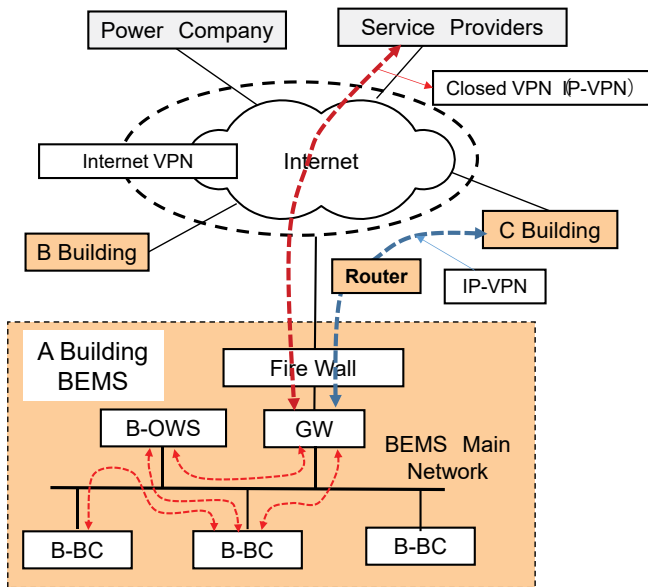 Power Company
Service Providers
Closed VPN (IP-VPN)
Internet VPN
Internet
B Building
C Building
Router
IP-VPN
A Building
BEMS
Fire Wall
B-OWS
GW
BEMS Main
Network
B-BC
B-BC
B-BC